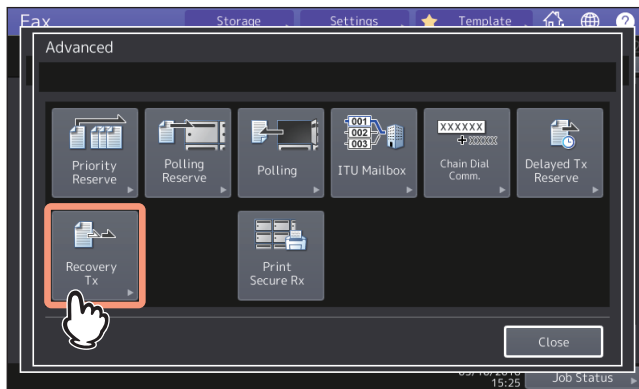 Fax
Storage
Settings
Template
?
Advanced
001
002
003
XXXXXX
+XXXXXX
Priority
Reserve
Polling
Reserve
Polling
ITU Mailbox
Chain Dial
Comm.
Delayed Tx
Reserve
Recovery
Tx
Print
Secure Rx
Close
15:25
Job Status